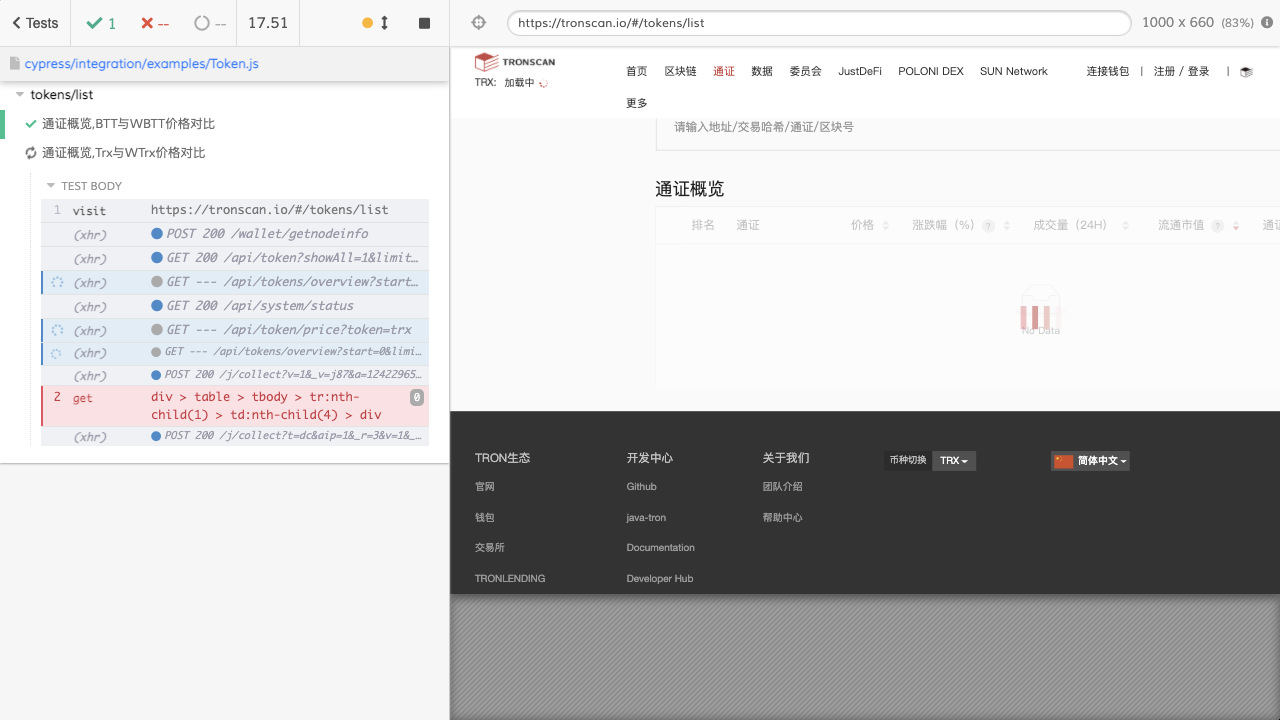 Tests
1
--
--
17.51
https://tronscan.io/#/tokens/list
1000 x 660 (83%)
cypress/integration/examples/Token.js
tokens/list
通证概览,BTT与WBTT价格对比
通证概览,Trx与WTrx价格对比
TEST BODY
1 visit https://tronscan.io/#/tokens/list
(xhr) POST 200 /wallet/getnodeinfo
(xhr) GET 200 /api/token?showAll=1&limit…
(xhr) GET --- /api/tokens/overview?start…
(xhr) GET 200 /api/system/status
(xhr) GET --- /api/token/price?token=trx
(xhr) GET --- /api/tokens/overview?start=0&limi…
(xhr) POST 200 /j/collect?v=1&_v=j87&a=12422965…
2 get div > table > tbody > tr:nth-
child(1) > td:nth-child(4) > div
0
(xhr) POST 200 /j/collect?t=dc&aip=1&_r=3&v=1&_…
TRONSCAN
TRX: 加载中
首页 区块链 通证 数据 委员会 JustDeFi POLONI DEX SUN Network 连接钱包 | 注册 / 登录 |
更多
请输入地址/交易哈希/通证/区块号
通证概览
排名 通证 价格 涨跌幅（%） ? 成交量（24H） 流通市值 ? 通证
No Data
TRON生态 开发中心 关于我们 币种切换 TRX 简体中文
官网 Github 团队介绍
钱包 java-tron 帮助中心
交易所 Documentation
TRONLENDING Developer Hub